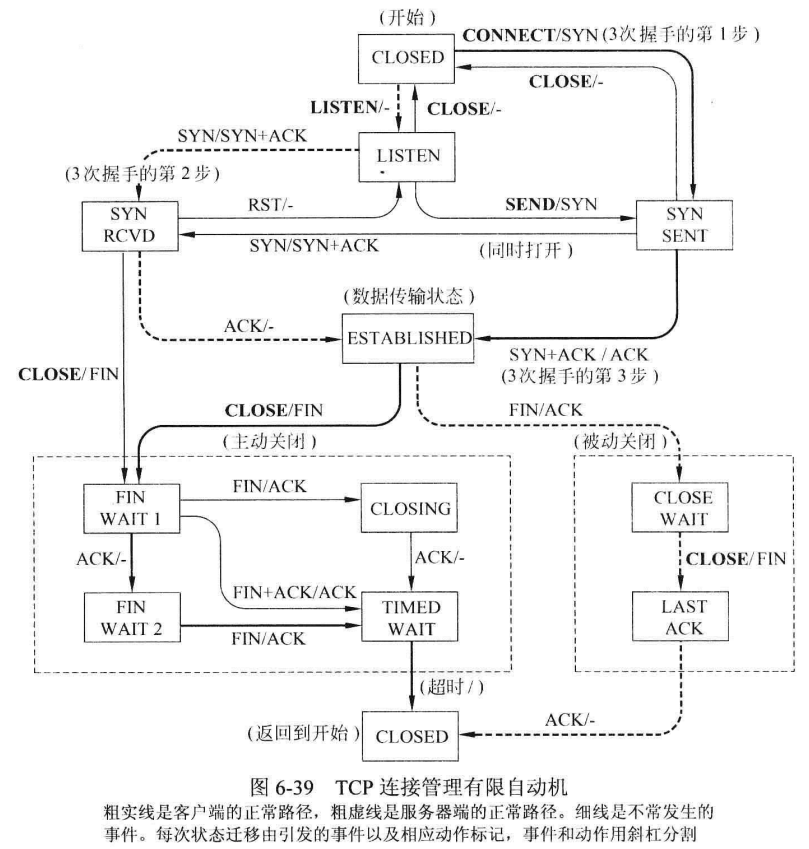 (开始)
CLOSED
CONNECT/SYN (3次握手的第1步)
CLOSE/-
LISTEN/-
CLOSE/-
SYN/SYN+ACK
LISTEN
(3次握手的第2步)
SYN
RCVD
RST/-
SEND/SYN
SYN
SENT
SYN/SYN+ACK
(同时打开)
(数据传输状态)
ACK/-
ESTABLISHED
SYN+ACK / ACK
(3次握手的第3步)
CLOSE/FIN
CLOSE/FIN
FIN/ACK
(主动关闭)
(被动关闭)
FIN
WAIT 1
FIN/ACK
CLOSING
CLOSE
WAIT
ACK/-
ACK/-
CLOSE/FIN
FIN+ACK/ACK
FIN
WAIT 2
FIN/ACK
TIMED
WAIT
LAST
ACK
(超时/)
(返回到开始)
CLOSED
ACK/-
图 6-39 TCP 连接管理有限自动机
粗实线是客户端的正常路径，粗虚线是服务器端的正常路径。细线是不常发生的
事件。每次状态迁移由引发的事件以及相应动作标记，事件和动作用斜杠分割